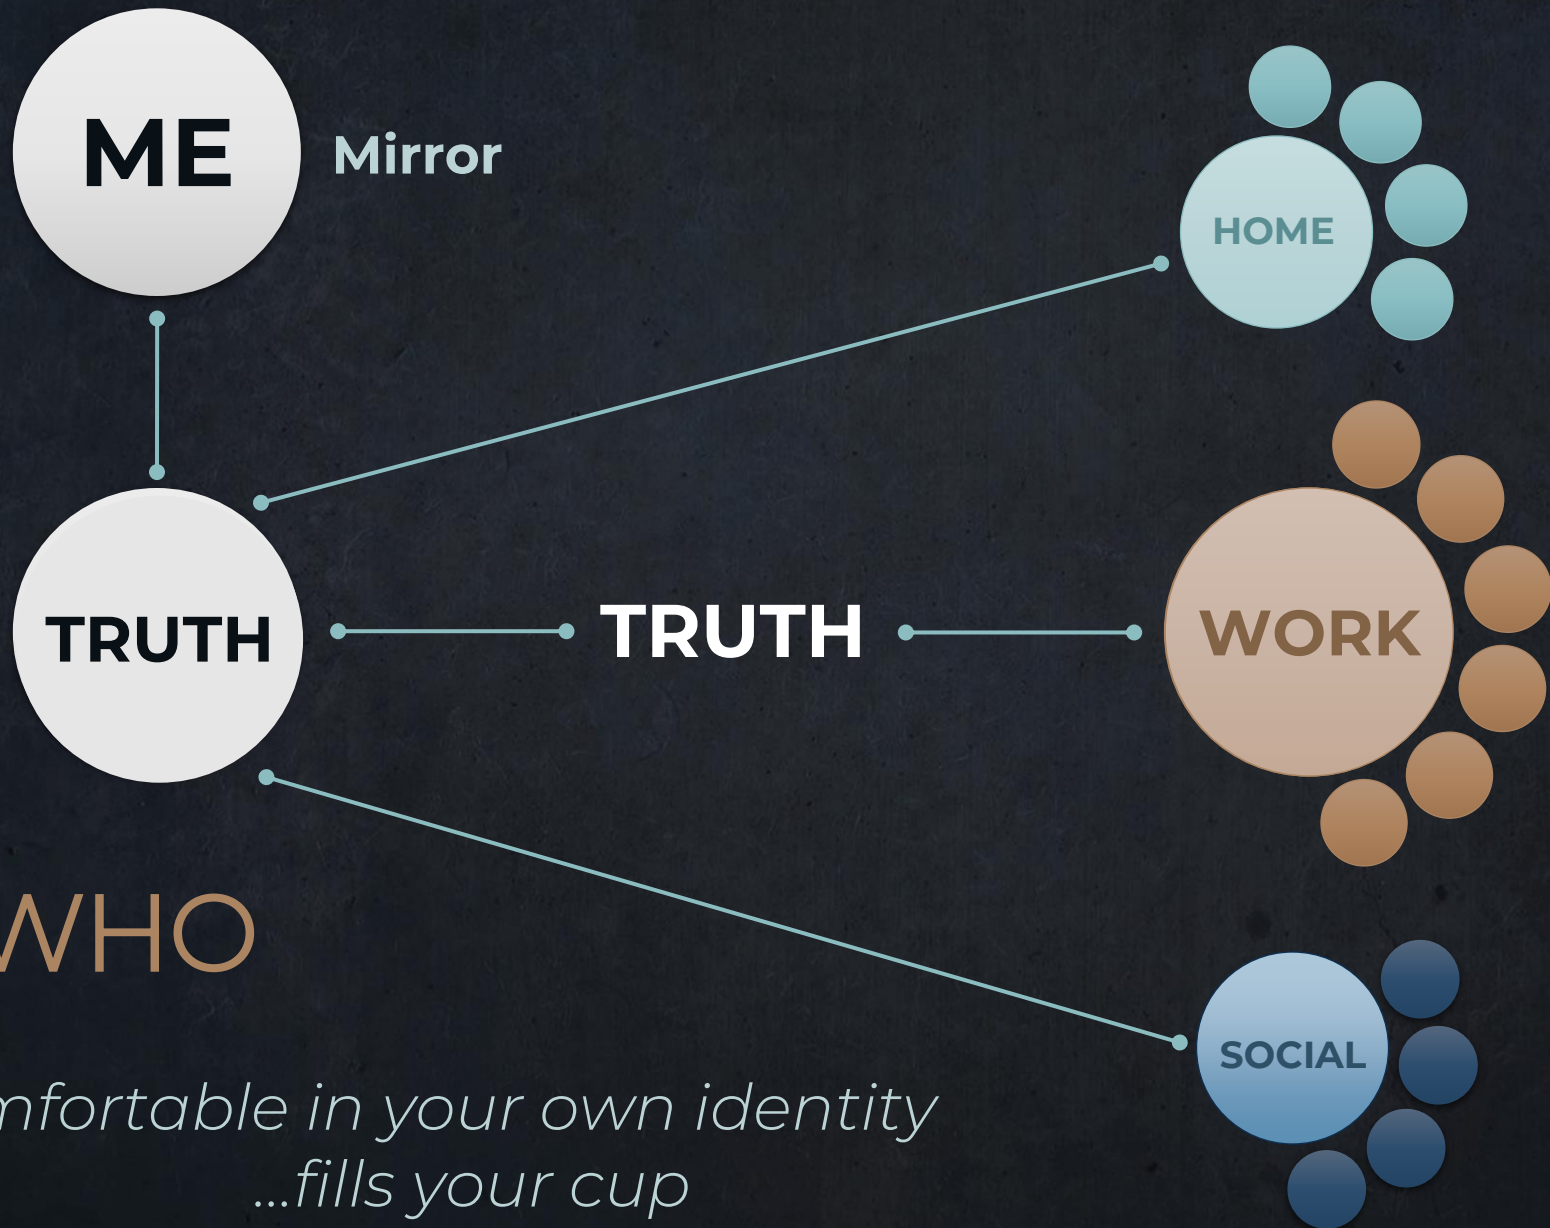 ME
Mirror
HOME
TRUTH
TRUTH
WORK
WHO
SOCIAL
mfortable in your own identity
...fills your cup